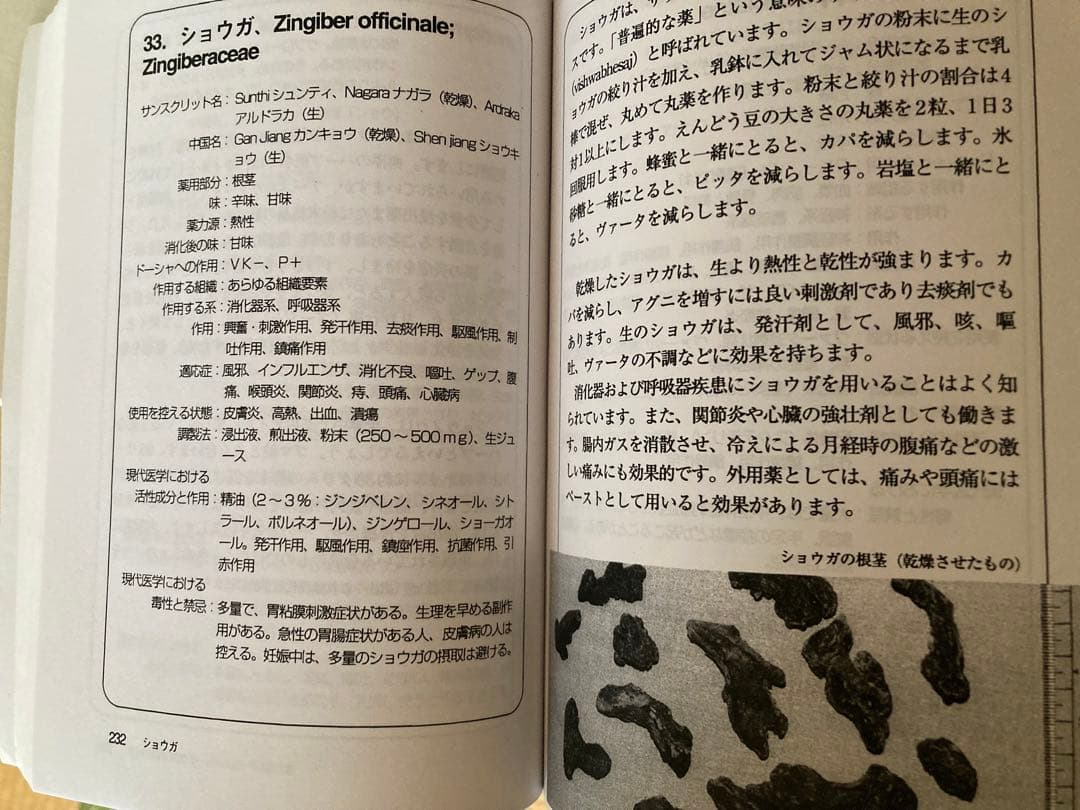 33. ショウガ、Zingiber officinale;
Zingiberaceae
サンスクリット名：Sunthi シュンティ、Nagara ナガラ（乾燥）、Ardraka
アルドラカ（生）
中国名：Gan Jiang カンキョウ（乾燥）、Shen jiang ショウキ
ョウ（生）
薬用部分：根茎
味：辛味、甘味
薬力源：熱性
消化後の味：甘味
ドーシャへの作用：VK－、P＋
作用する組織：あらゆる組織要素
作用する系：消化器系、呼吸器系
作用：興奮・刺激作用、発汗作用、去痰作用、駆風作用、制
吐作用、鎮痛作用
適応症：風邪、インフルエンザ、消化不良、嘔吐、ゲップ、腹
痛、喉頭炎、関節炎、痔、頭痛、心臓病
使用を控える状態：皮膚炎、高熱、出血、潰瘍
調製法：浸出液、煎出液、粉末（250～500mg）、生ジュ
ース
現代医学における
活性成分と作用：精油（2～3％：ジンジベレン、シネオール、シト
ラール、ボルネオール）、ジンゲロール、ショーガオ
ール。発汗作用、駆風作用、鎮痙作用、抗菌作用、引
赤作用
現代医学における
毒性と禁忌：多量で、胃粘膜刺激症状がある。生理を早める副作
用がある。急性の胃腸症状がある人、皮膚病の人は
控える。妊娠中は、多量のショウガの摂取は避ける。
232 ショウガ
ショウガは、サ
スです。「普遍的な薬」という意味の
(vishwabhesaj）と呼ばれています。ショウガの粉末に生のシ
ョウガの絞り汁を加え、乳鉢に入れてジャム状になるまで乳
棒で混ぜ、丸めて丸薬を作ります。粉末と絞り汁の割合は4
対1以上にします。えんどう豆の大きさの丸薬を2粒、1日3
回服用します。蜂蜜と一緒にとると、カパを減らします。氷
砂糖と一緒にとると、ピッタを減らします。岩塩と一緒にと
ると、ヴァータを減らします。
乾燥したショウガは、生より熱性と乾性が強まります。カ
パを減らし、アグニを増すには良い刺激剤であり去痰剤でも
あります。生のショウガは、発汗剤として、風邪、咳、嘔
吐、ヴァータの不調などに効果を持ちます。
消化器および呼吸器疾患にショウガを用いることはよく知
られています。また、関節炎や心臓の強壮剤としても働きま
す。腸内ガスを消散させ、冷えによる月経時の腹痛などの激
しい痛みにも効果的です。外用薬としては、痛みや頭痛には
ペーストとして用いると効果があります。
ショウガの根茎（乾燥させたもの）